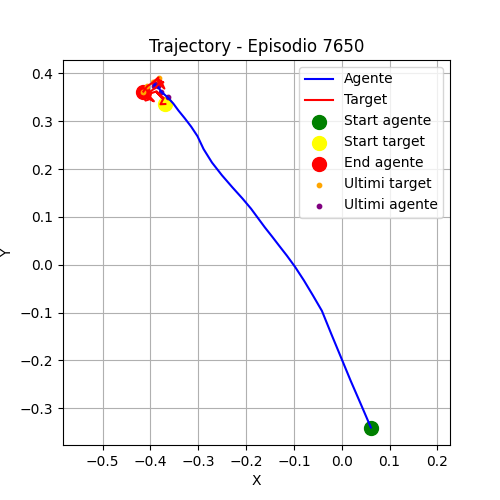 Trajectory - Episodio 7650
Agente
Target
Start agente
Start target
End agente
Ultimi target
Ultimi agente
0.4
0.3
0.2
0.1
0.0
−0.1
−0.2
−0.3
Y
−0.5 −0.4 −0.3 −0.2 −0.1 0.0 0.1 0.2
X